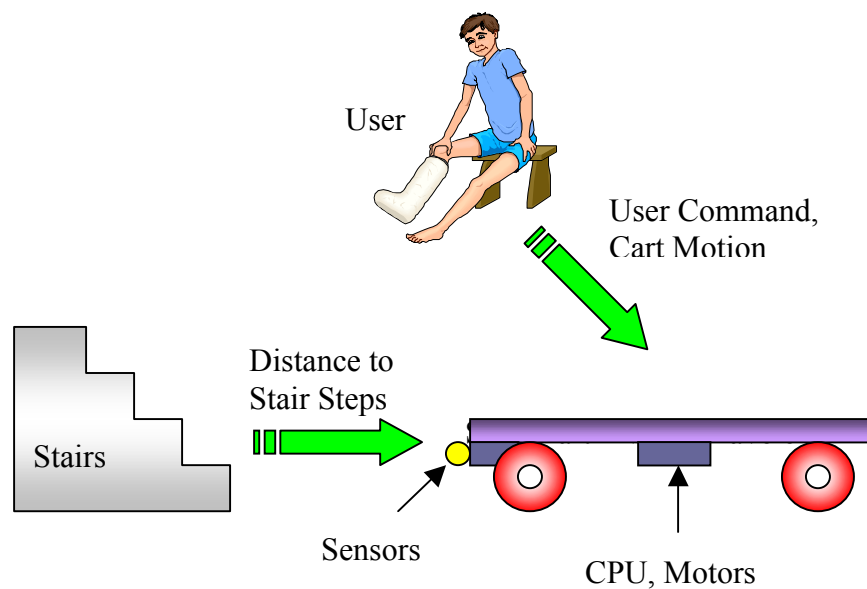 User
User Command,
Cart Motion
Distance to
Stair Steps
Stairs
Sensors
CPU, Motors